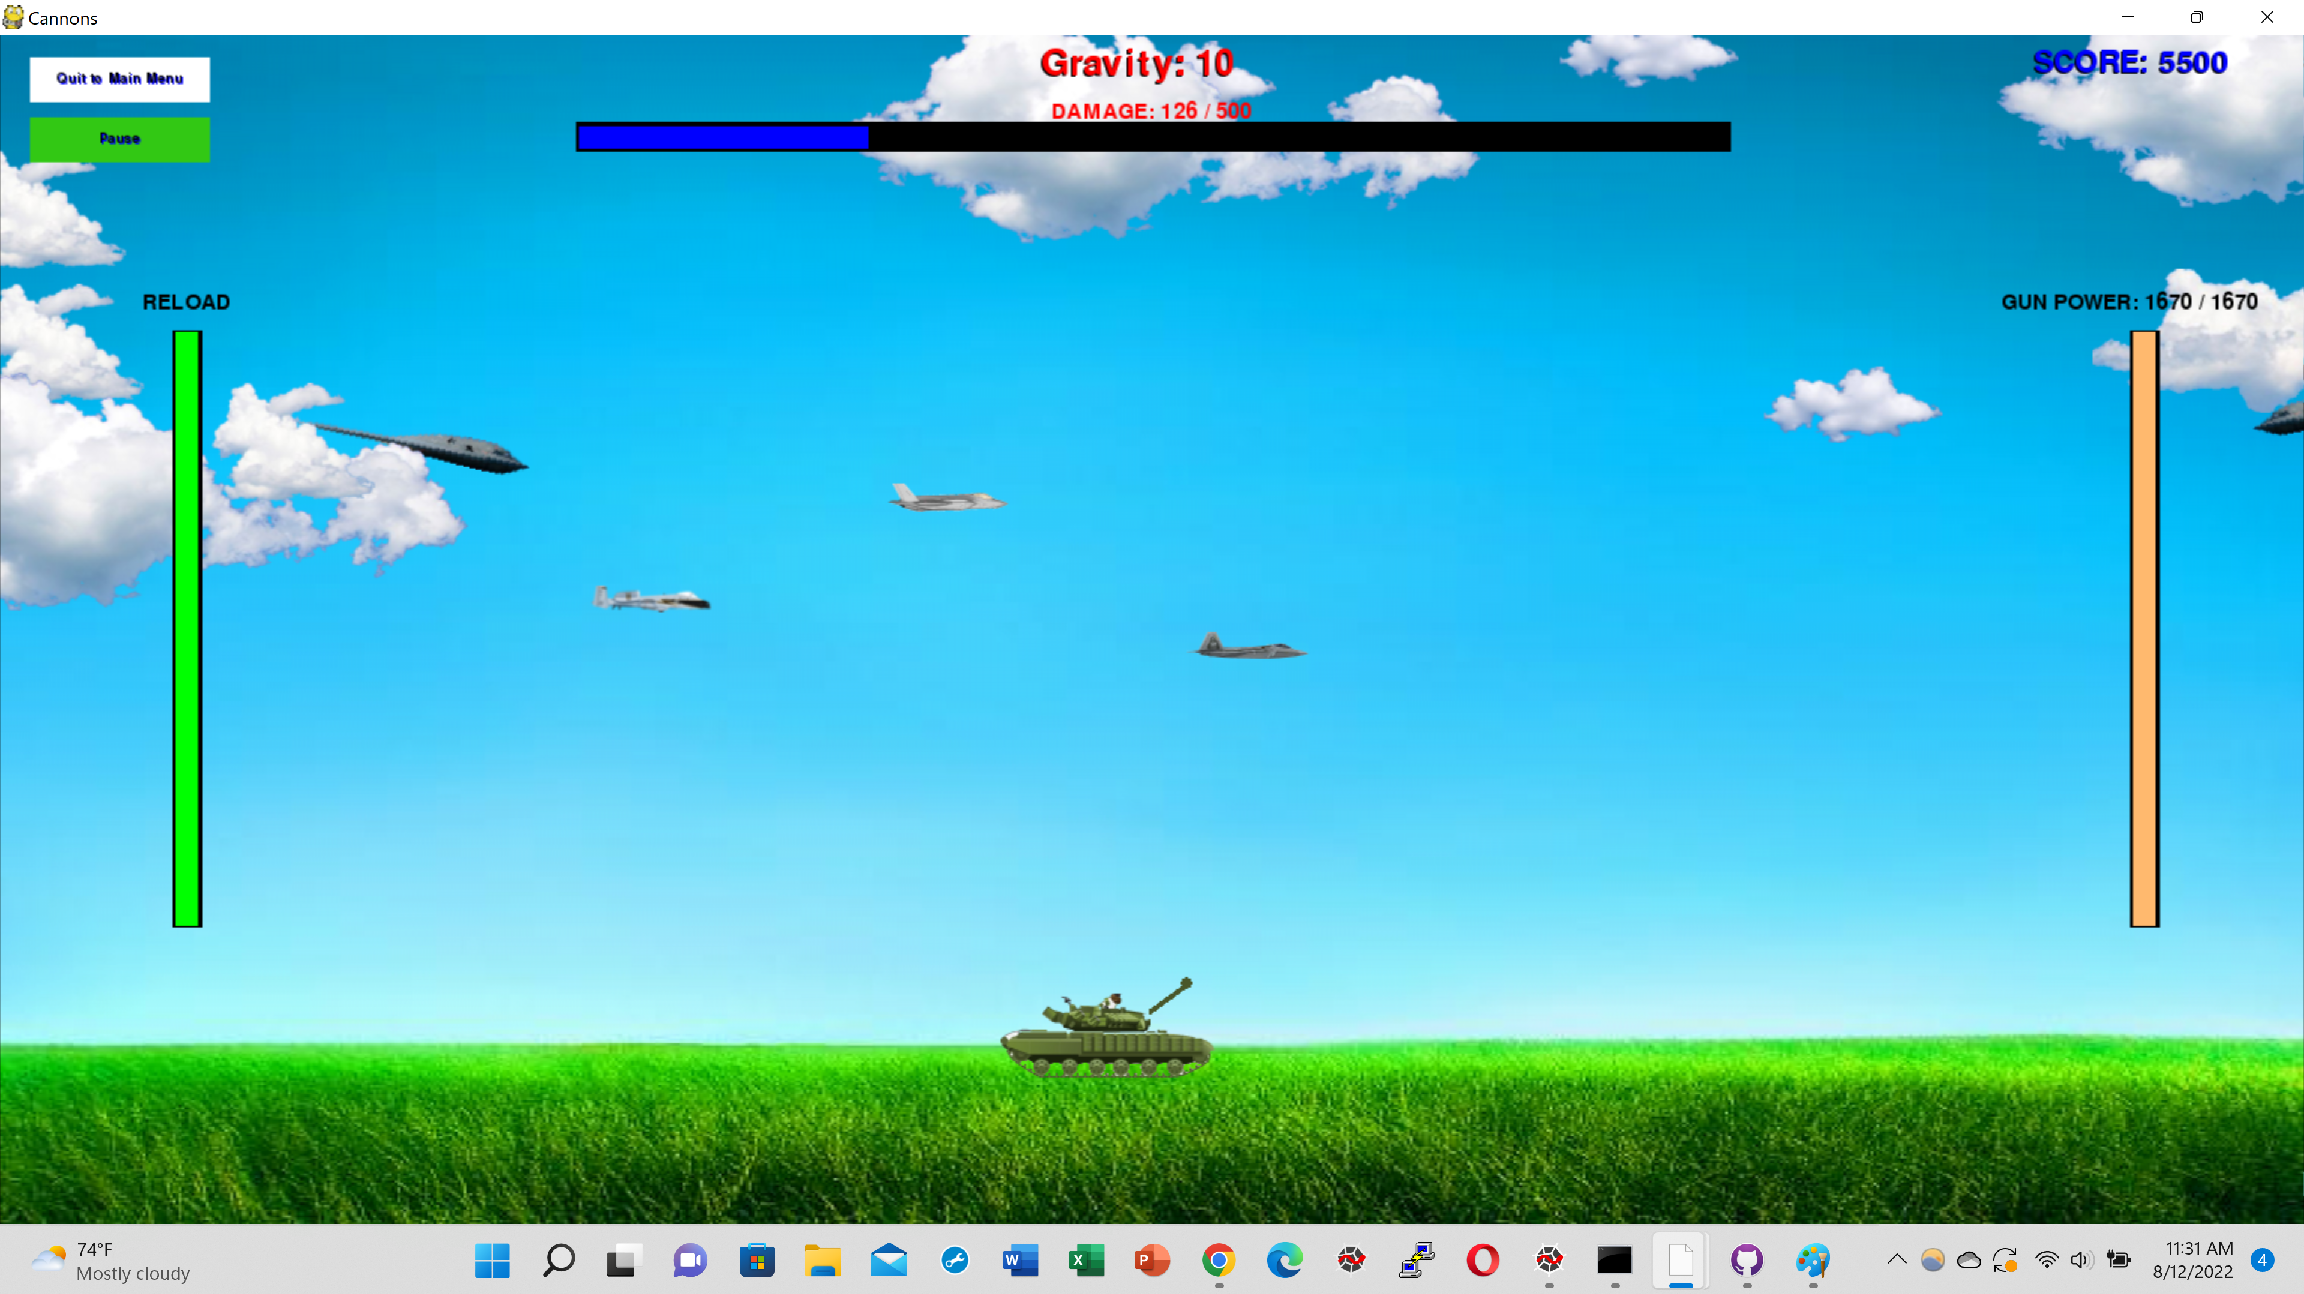 Cannons
Quit to Main Menu
Pause
Gravity: 10
DAMAGE: 126 / 500
SCORE: 5500
RELOAD
GUN POWER: 1670 / 1670
74°F
Mostly cloudy
W
X
P
11:31 AM
8/12/2022
4